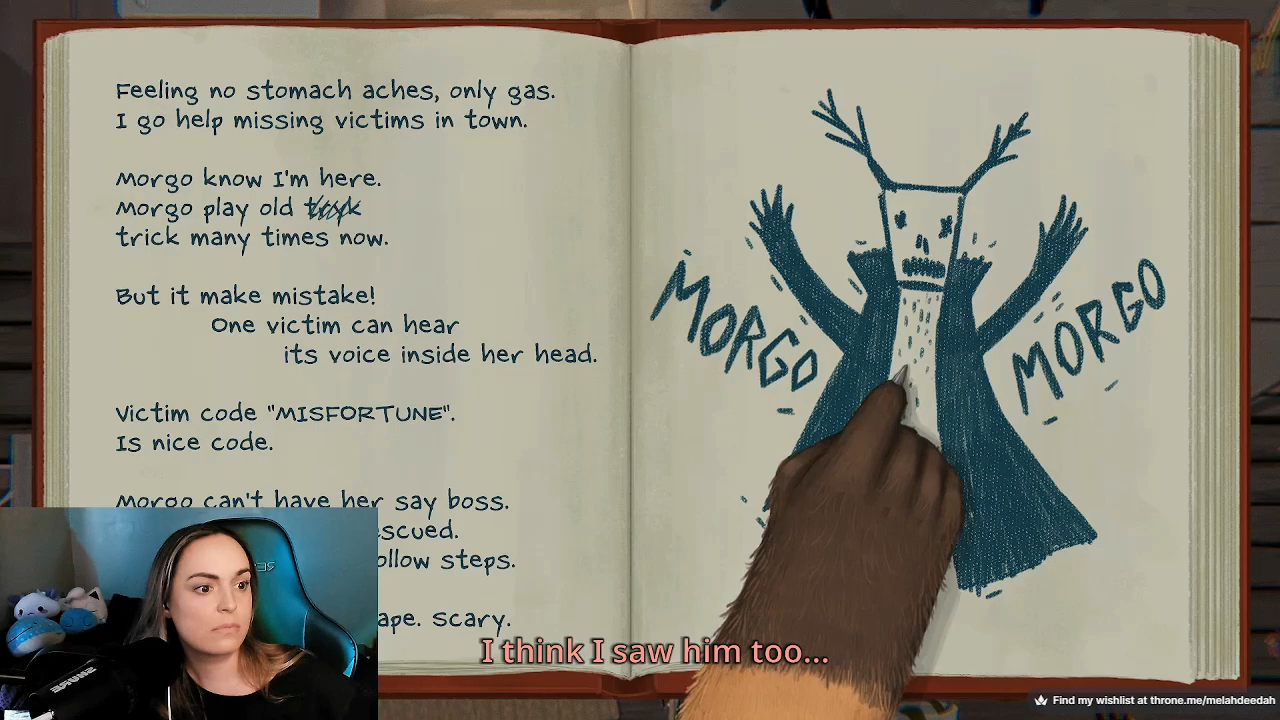 Feeling no stomach aches, only gas.
I go help missing victims in town.
Morgo know I'm here.
Morgo play old
trick many times now.
But it make mistake!
One victim can hear
its voice inside her head.
Victim code "MISFORTUNE".
Is nice code.
Morgo can't have her say boss.
escued.
ollow steps.
ape. scary.
MORGO
MORGO
I think I saw him too...
SHURE
Find my wishlist at throne.me/melahdeedah